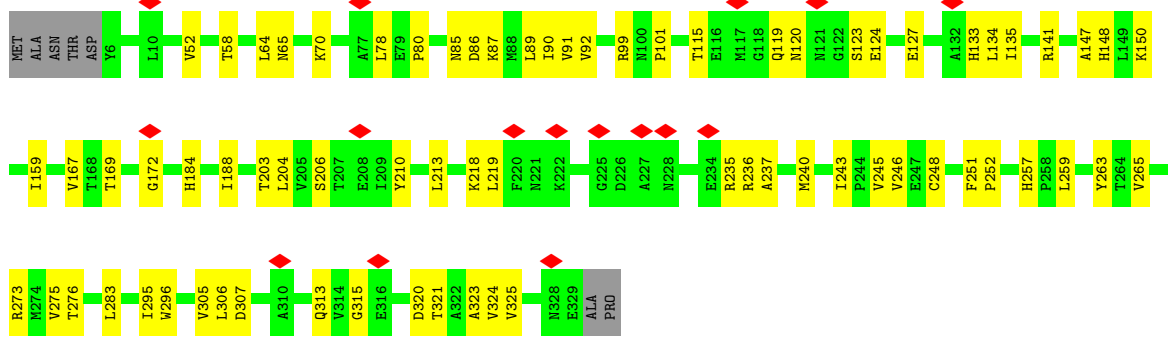 MET ALA ASN THR ASP Y6 L10 V52 T58 L64 N65 K70 A77 L78 E79 P80 N85 D86 K87 M88 L89 I90 V91 V92 R99 N100 P101 T115 E116 M117 G118 Q119 N120 N121 G122 S123 E124 E127 A132 H133 L134 I135 R141 A147 H148 L149 K150
I159 V167 T168 T169 G172 H184 I188 T203 L204 V205 S206 T207 E208 I209 Y210 L213 K218 L219 F220 N221 K222 G225 D226 A227 N228 E234 R235 R236 A237 M240 I243 P244 V245 V246 E247 C248 F251 P252 H257 P258 L259 Y263 T264 V265
R273 M274 V275 T276 L283 I295 W296 V305 L306 D307 A310 Q313 V314 G315 E316 D320 T321 A322 A323 V324 V325 N328 E329 ALA PRO